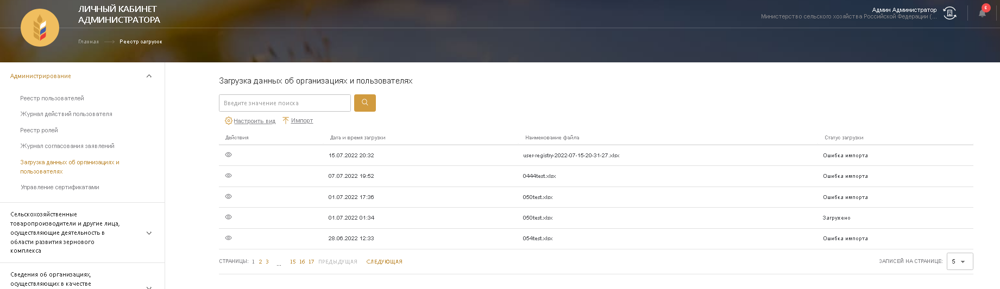 ЛИЧНЫЙ КАБИНЕТ
АДМИНИСТРАТОРА
Админ Администратор
Министерство сельского хозяйства Российской Федерации (...
6
Главная
Реестр загрузок
Администрирование
Реестр пользователей
Журнал действий пользователя
Реестр ролей
Журнал согласования заявлений
Загрузка данных об организациях и
пользователях
Управление сертификатами
Сельскохозяйственные
товаропроизводители и другие лица,
осуществляющие деятельность в
области развития зернового
комплекса
Сведения об организациях,
осуществляющих в качестве
Загрузка данных об организациях и пользователях
Введите значение поиска
Настроить вид Импорт
Действия Дата и время загрузки Наименование файла Статус загрузки
15.07.2022 20:32 user-registry-2022-07-15-20-31-27.xlsx Ошибка импорта
07.07.2022 19:52 0444test.xlsx Ошибка импорта
01.07.2022 17:36 050test.xlsx Ошибка импорта
01.07.2022 01:34 050test.xlsx Загружено
28.06.2022 12:33 054test.xlsx Ошибка импорта
СТРАНИЦЫ: 1 2 3 ... 15 16 17 ПРЕДЫДУЩАЯ СЛЕДУЮЩАЯ ЗАПИСЕЙ НА СТРАНИЦЕ: 5